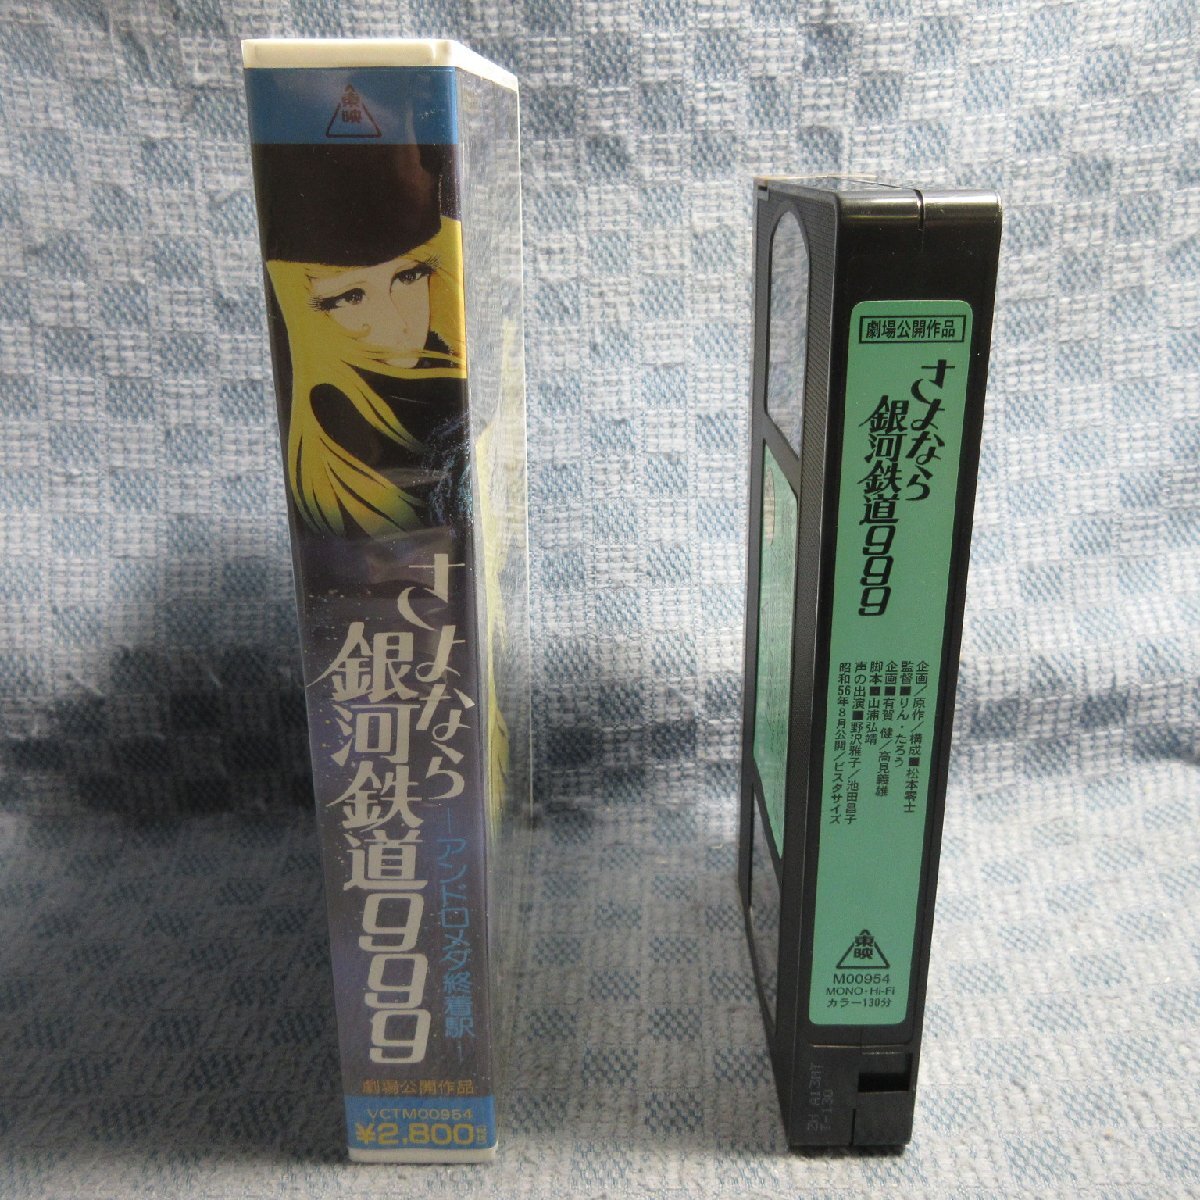 東映
さよなら
銀河鉄道999
―アンドロメダ終着駅―
劇場公開作品
VCTM00954
¥2,800
劇場公開作品
さよなら
銀河鉄道999
企画/原作/構成■松本零士
監督■りん・たろう
企画■有賀 健/高見義雄
脚本■山浦弘靖
声の出演■野沢雅子/池田昌子
昭和56年8月公開/ビスタサイズ
東映
M00954
MONO・Hi-Fi
カラー130分